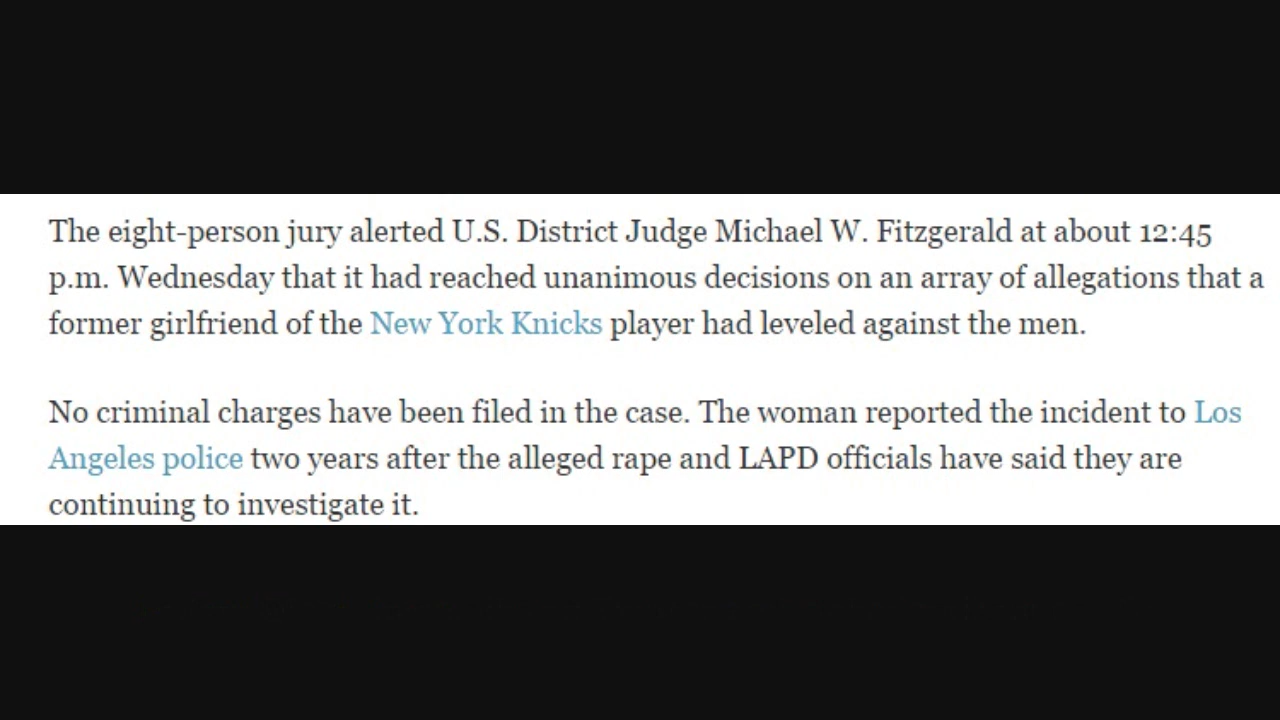 The eight-person jury alerted U.S. District Judge Michael W. Fitzgerald at about 12:45
p.m. Wednesday that it had reached unanimous decisions on an array of allegations that a
former girlfriend of the New York Knicks player had leveled against the men.
No criminal charges have been filed in the case. The woman reported the incident to Los
Angeles police two years after the alleged rape and LAPD officials have said they are
continuing to investigate it.